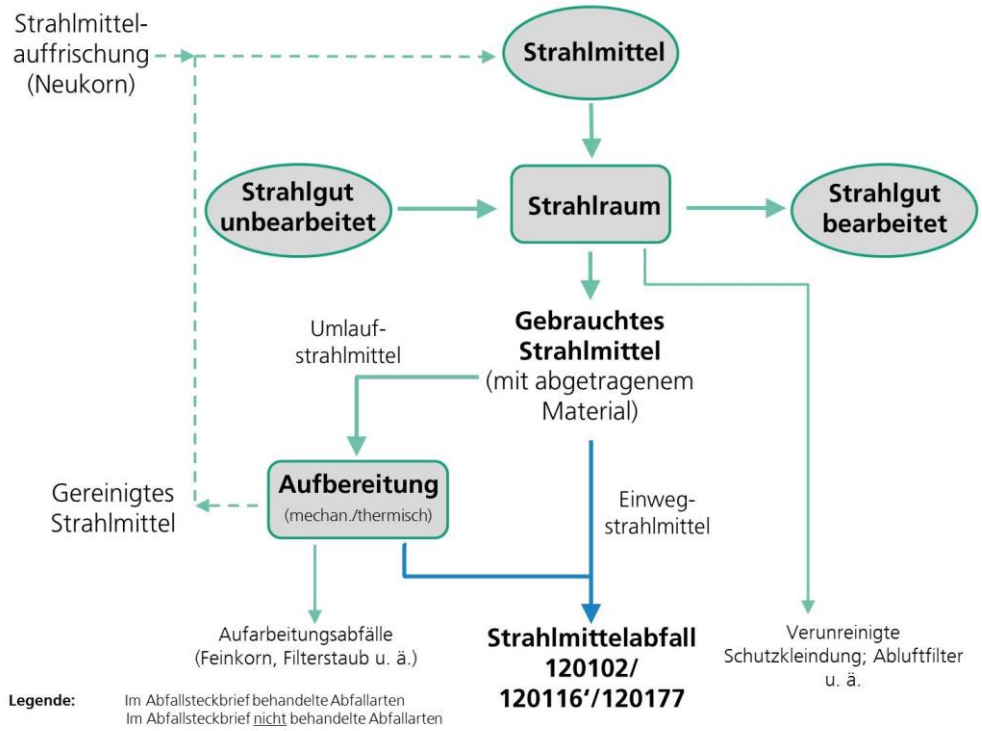 Strahlmittel-
auffrischung
(Neukorn)
Strahlmittel
Strahlgut
unbearbeitet
Strahlraum
Strahlgut
bearbeitet
Umlauf-
strahlmittel
Gebrauchtes
Strahlmittel
(mit abgetragenem
Material)
Gereinigtes
Strahlmittel
Aufbereitung
(mechan./thermisch)
Einweg-
strahlmittel
Aufarbeitungsabfälle
(Feinkorn, Filterstaub u. ä.)
Strahlmittelabfall
120102/
120116‘/120177
Verunreinigte
Schutzkleindung; Abluftfilter
u. ä.
Legende:
Im Abfallsteckbrief behandelte Abfallarten
Im Abfallsteckbrief nicht behandelte Abfallarten